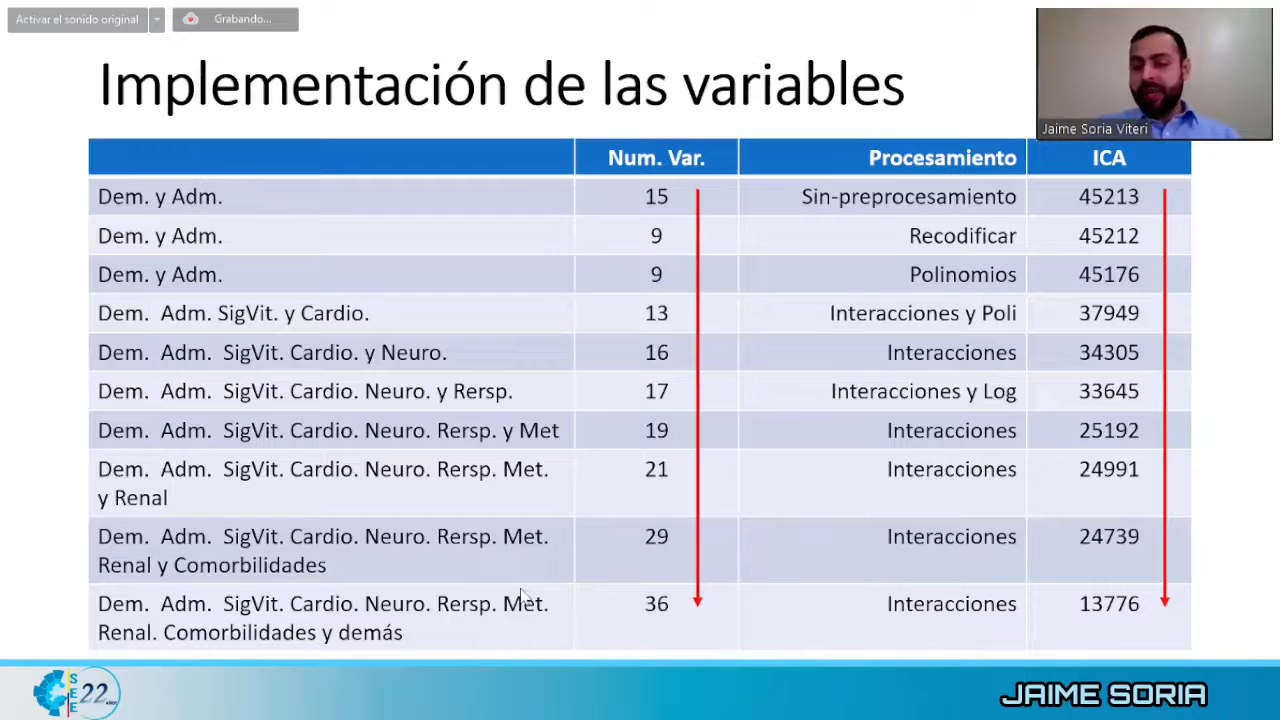 Activar el sonido original
Grabando...
Jaime Soria Viteri
Implementación de las variables
Num. Var. Procesamiento ICA
Dem. y Adm. 15 Sin-preprocesamiento 45213
Dem. y Adm. 9 Recodificar 45212
Dem. y Adm. 9 Polinomios 45176
Dem. Adm. SigVit. y Cardio. 13 Interacciones y Poli 37949
Dem. Adm. SigVit. Cardio. y Neuro. 16 Interacciones 34305
Dem. Adm. SigVit. Cardio. Neuro. y Rersp. 17 Interacciones y Log 33645
Dem. Adm. SigVit. Cardio. Neuro. Rersp. y Met 19 Interacciones 25192
Dem. Adm. SigVit. Cardio. Neuro. Rersp. Met. 21 Interacciones 24991
y Renal
Dem. Adm. SigVit. Cardio. Neuro. Rersp. Met. 29 Interacciones 24739
Renal y Comorbilidades
Dem. Adm. SigVit. Cardio. Neuro. Rersp. Met. 36 Interacciones 13776
Renal. Comorbilidades y demás
SEE
22
AÑOS
JAIME SORIA